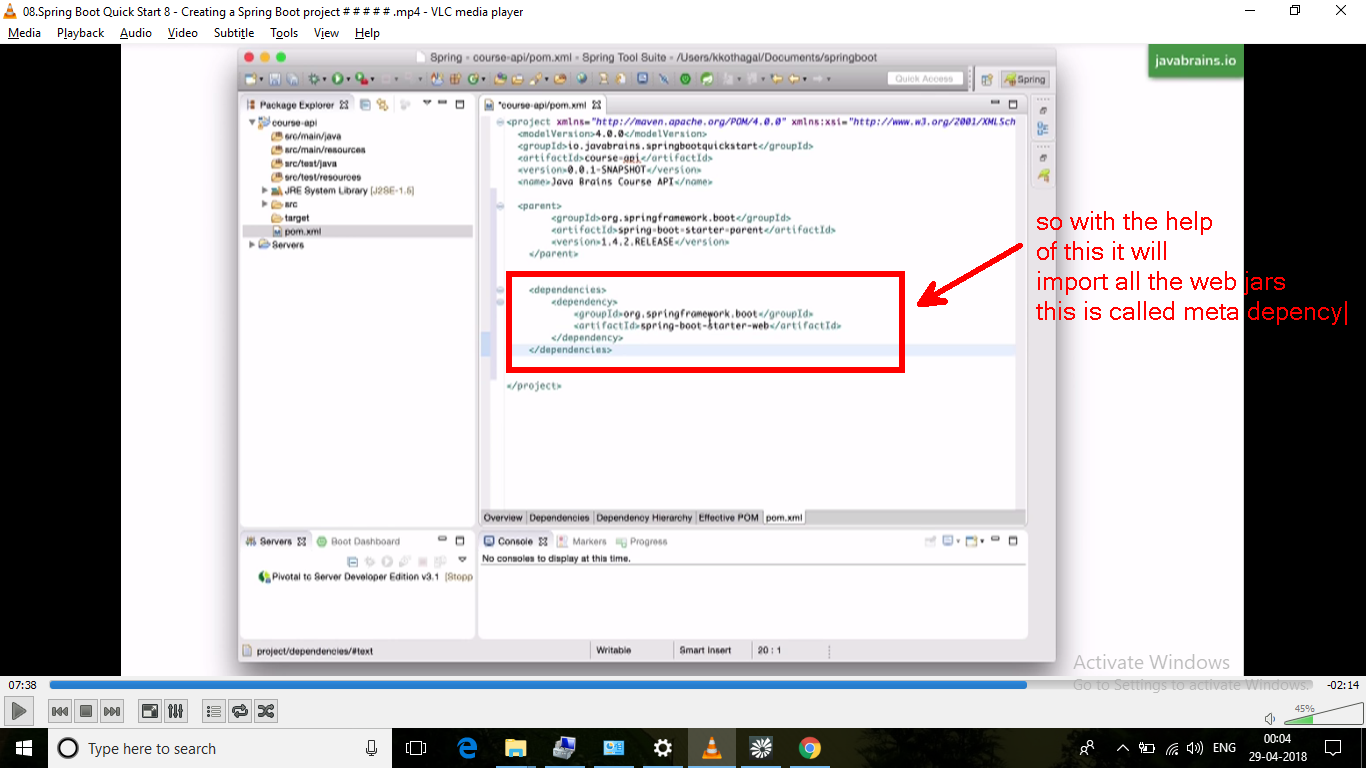 08.Spring Boot Quick Start 8 - Creating a Spring Boot project # # # # # .mp4 - VLC media player
Media Playback Audio Video Subtitle Tools View Help
Spring - course-api/pom.xml - Spring Tool Suite - /Users/kkothagal/Documents/springboot
javabrains.io
Quick Access
Spring
Package Explorer
*course-api/pom.xml
course-api
src/main/java
src/main/resources
src/test/java
src/test/resources
JRE System Library [J2SE-1.5]
src
target
pom.xml
Servers
<project xmlns="http://maven.apache.org/POM/4.0.0" xmlns:xsi="http://www.w3.org/2001/XMLSch
<modelVersion>4.0.0</modelVersion>
<groupId>io.javabrains.springbootquickstart</groupId>
<artifactId>course-api</artifactId>
<version>0.0.1-SNAPSHOT</version>
<name>Java Brains Course API</name>
<parent>
<groupId>org.springframework.boot</groupId>
<artifactId>spring-boot-starter-parent</artifactId>
<version>1.4.2.RELEASE</version>
</parent>
<dependencies>
<dependency>
<groupId>org.springframework.boot</groupId>
<artifactId>spring-boot-starter-web</artifactId>
</dependency>
</dependencies>
</project>
so with the help
of this it will
import all the web jars
this is called meta depency
Overview Dependencies Dependency Hierarchy Effective POM pom.xml
Servers Boot Dashboard
Console Markers Progress
No consoles to display at this time.
Pivotal tc Server Developer Edition v3.1 [Stopp
project/dependencies/#text
Writable
Smart Insert
20 : 1
Activate Windows
Go to Settings to activate Windows.
07:38
-02:14
45%
Type here to search
ENG
00:04
29-04-2018